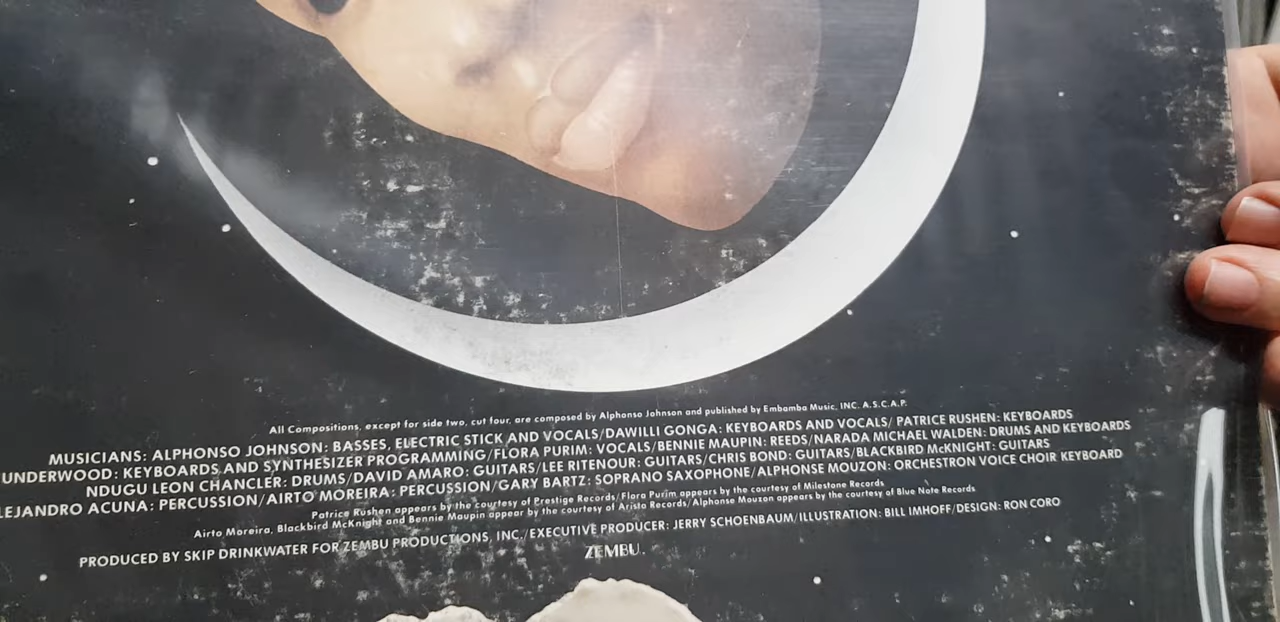 All Compositions, except for side two, cut four, are composed by Alphonso Johnson and published by Embamba Music, INC. A.S.C.A.P.
MUSICIANS: ALPHONSO JOHNSON: BASSES, ELECTRIC STICK AND VOCALS/DAWILLI GONGA: KEYBOARDS AND VOCALS/ PATRICE RUSHEN: KEYBOARDS
UNDERWOOD: KEYBOARDS AND SYNTHESIZER PROGRAMMING/FLORA PURIM: VOCALS/BENNIE MAUPIN: REEDS/NARADA MICHAEL WALDEN: DRUMS AND KEYBOARDS
NDUGU LEON CHANCLER: DRUMS/DAVID AMARO: GUITARS/LEE RITENOUR: GUITARS/CHRIS BOND: GUITARS/BLACKBIRD McKNIGHT: GUITARS
LEJANDRO ACUNA: PERCUSSION/AIRTO MOREIRA: PERCUSSION/GARY BARTZ: SOPRANO SAXOPHONE/ALPHONSE MOUZON: ORCHESTRON VOICE CHOIR KEYBOARD
Patrice Rushen appears by the courtesy of Prestige Records/Flora Purim appears by the courtesy of Milestone Records
Airto Moreira, Blackbird McKnight and Bennie Maupin appear by the courtesy of Arista Records/Alphonse Mouzon appears by the courtesy of Blue Note Records
PRODUCED BY SKIP DRINKWATER FOR ZEMBU PRODUCTIONS, INC./EXECUTIVE PRODUCER: JERRY SCHOENBAUM/ILLUSTRATION: BILL IMHOFF/DESIGN: RON CORO
ZEMBU.